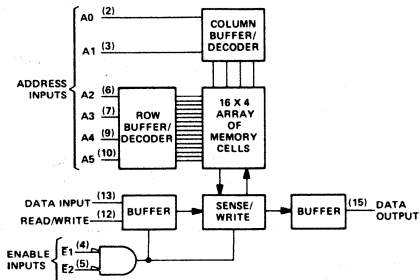 A0 (2)
A1 (3)
COLUMN
BUFFER/
DECODER
ADDRESS
INPUTS
A2 (6)
A3 (7)
A4 (9)
A5 (10)
ROW
BUFFER/
DECODER
16 X 4
ARRAY
OF
MEMORY
CELLS
DATA INPUT (13)
READ/WRITE (12)
BUFFER
SENSE/
WRITE
BUFFER
(15) DATA
OUTPUT
ENABLE
INPUTS
E̅1 (4)
E̅2 (5)